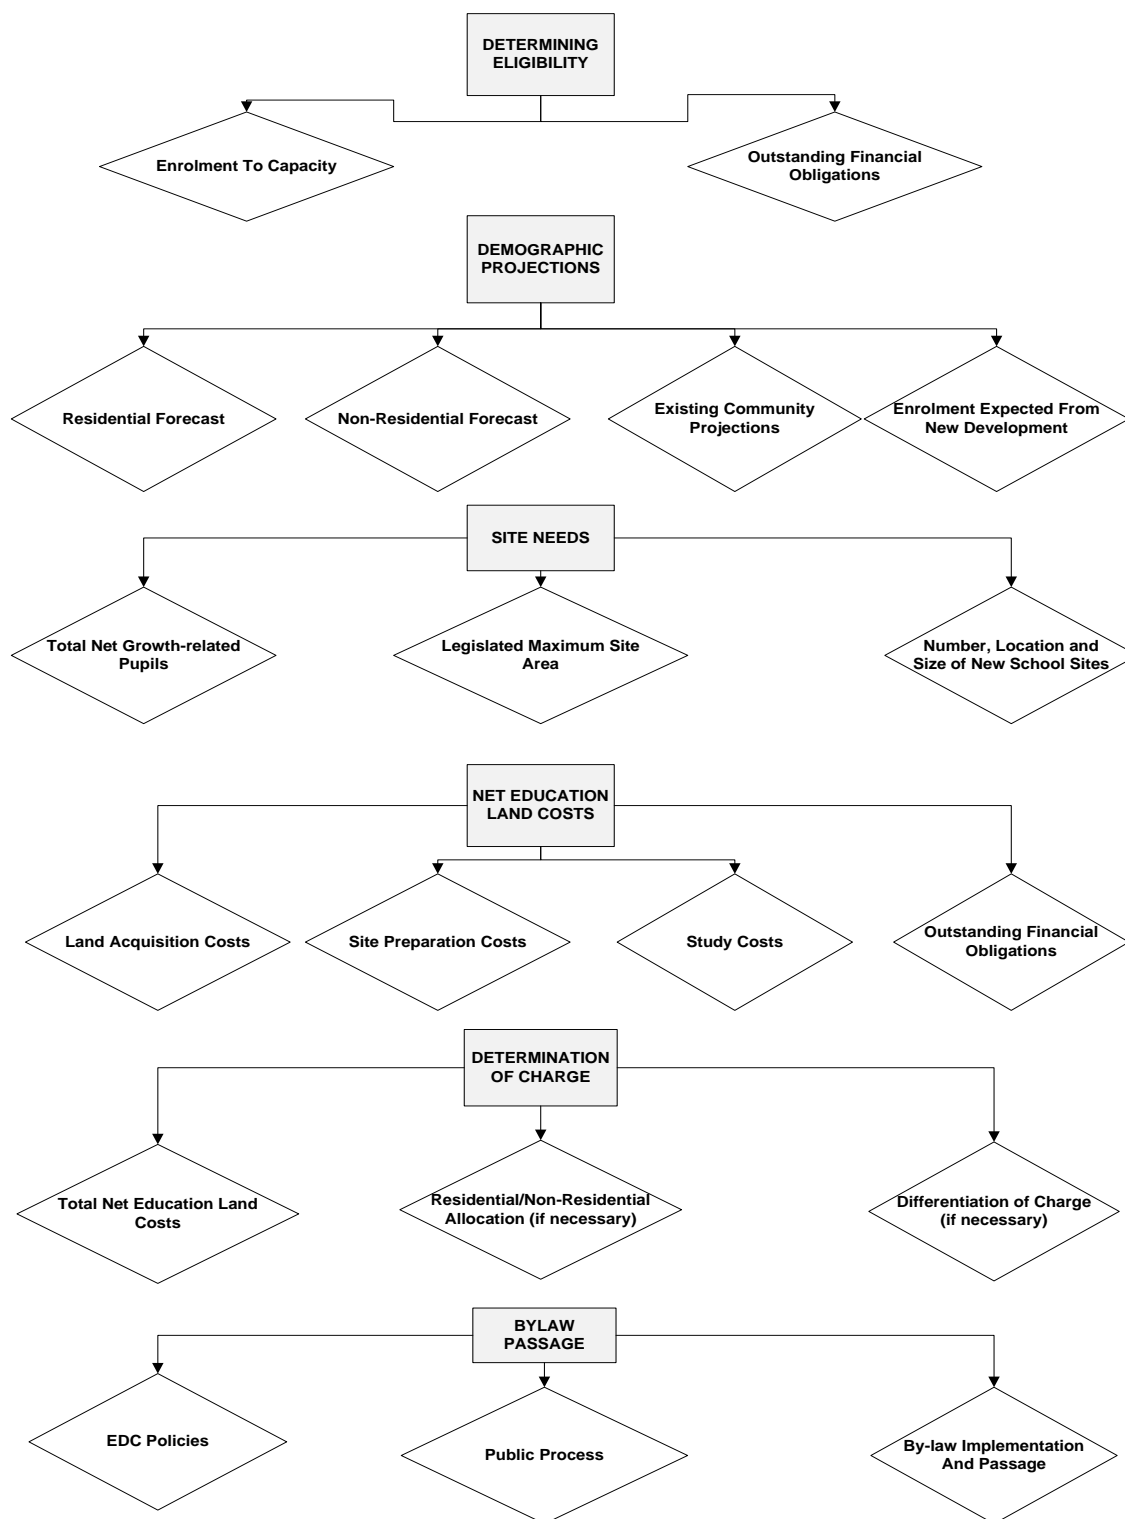 DETERMINING
ELIGIBILITY
Enrolment To Capacity
Outstanding Financial
Obligations
DEMOGRAPHIC
PROJECTIONS
Residential Forecast
Non-Residential Forecast
Existing Community
Projections
Enrolment Expected From
New Development
SITE NEEDS
Total Net Growth-related
Pupils
Legislated Maximum Site
Area
Number, Location and
Size of New School Sites
NET EDUCATION
LAND COSTS
Land Acquisition Costs
Site Preparation Costs
Study Costs
Outstanding Financial
Obligations
DETERMINATION
OF CHARGE
Total Net Education Land
Costs
Residential/Non-Residential
Allocation (if necessary)
Differentiation of Charge
(if necessary)
BYLAW
PASSAGE
EDC Policies
Public Process
By-law Implementation
And Passage